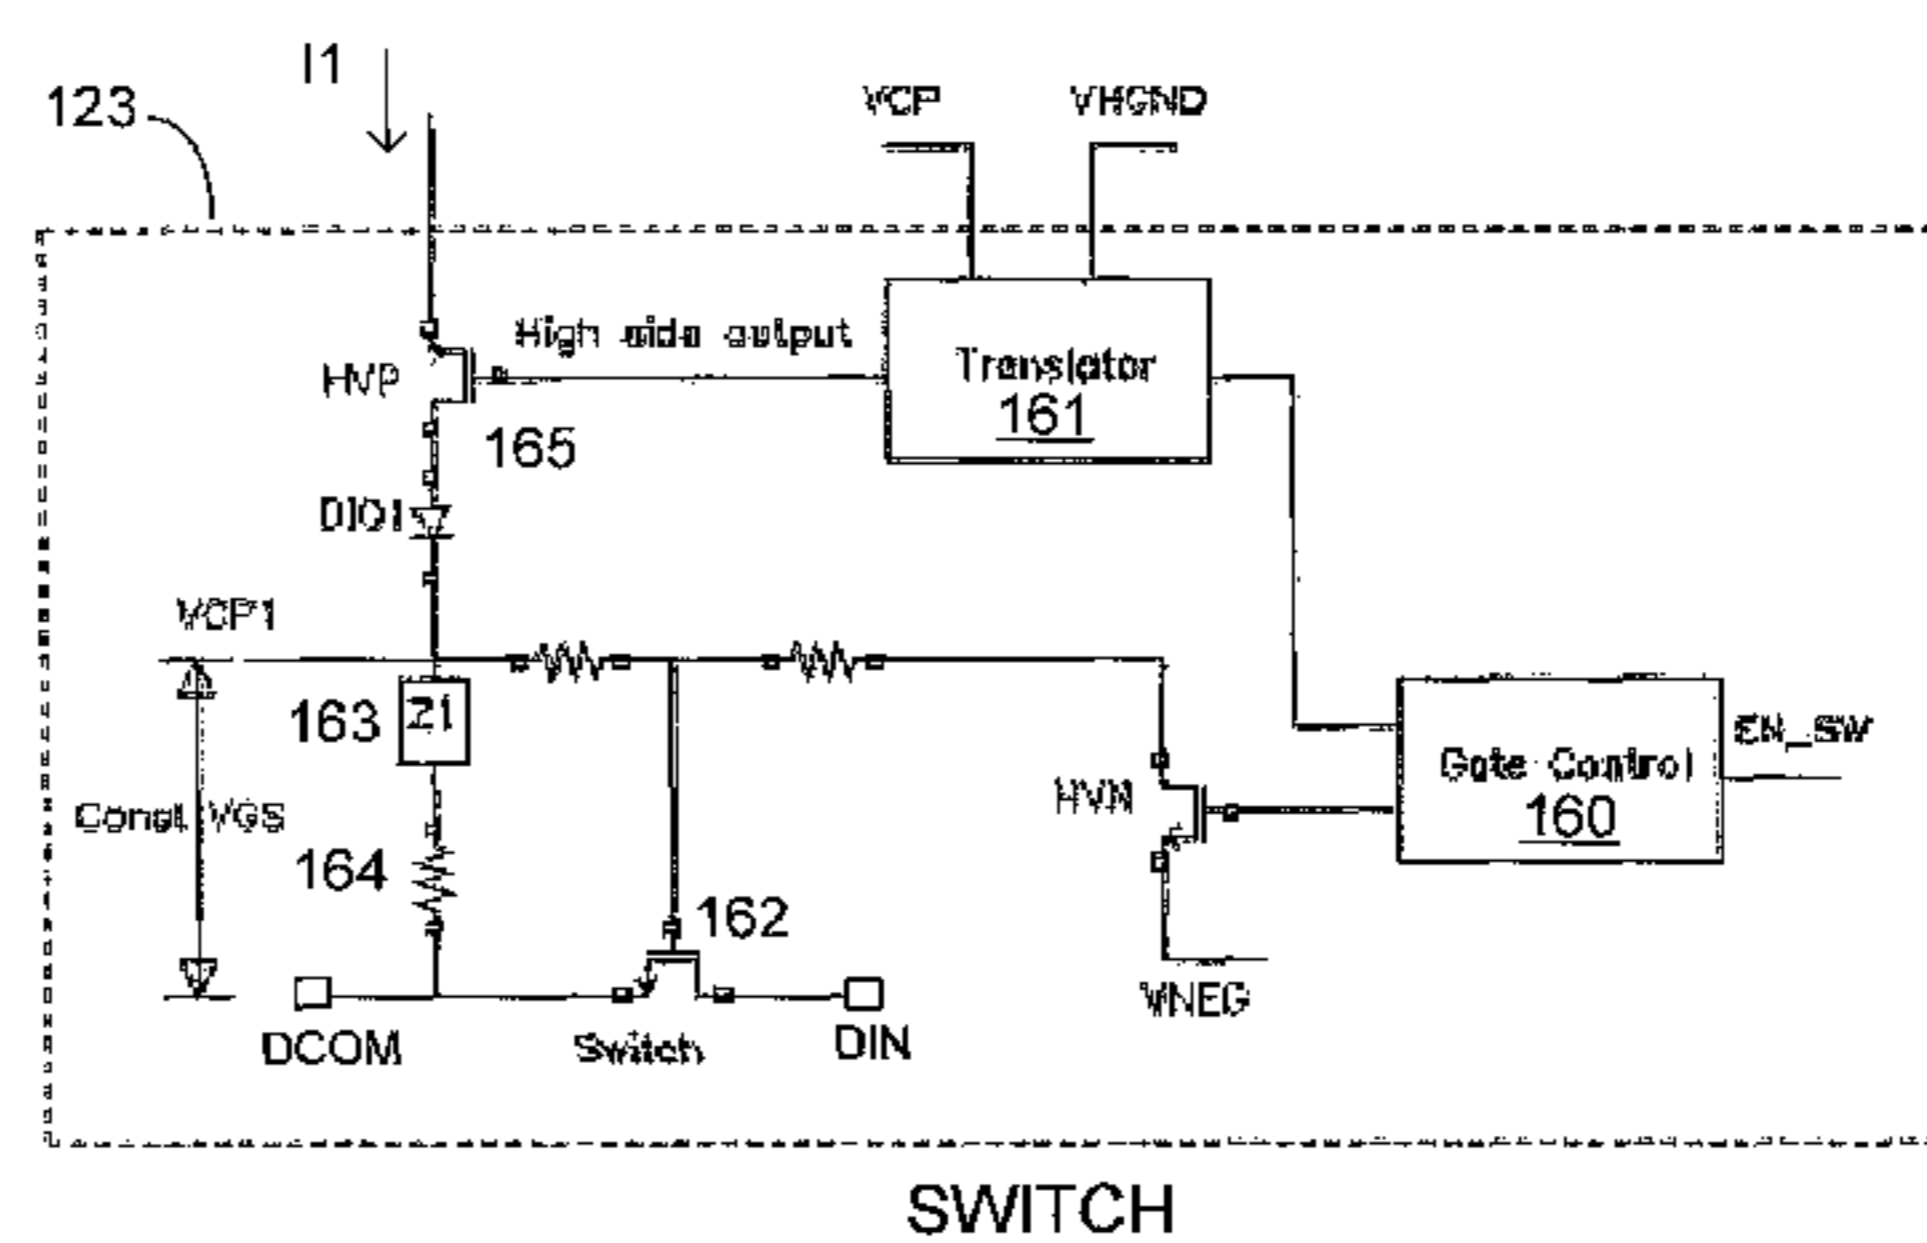 I1
123
VCP
VHGND
High side output
HVP
Translator
161
165
DIO1
VCP1
163
Z1
EN_SW
Gate Control
160
HVN
Const. VGS
164
162
DCOM
Switch
DIN
VNEG
SWITCH